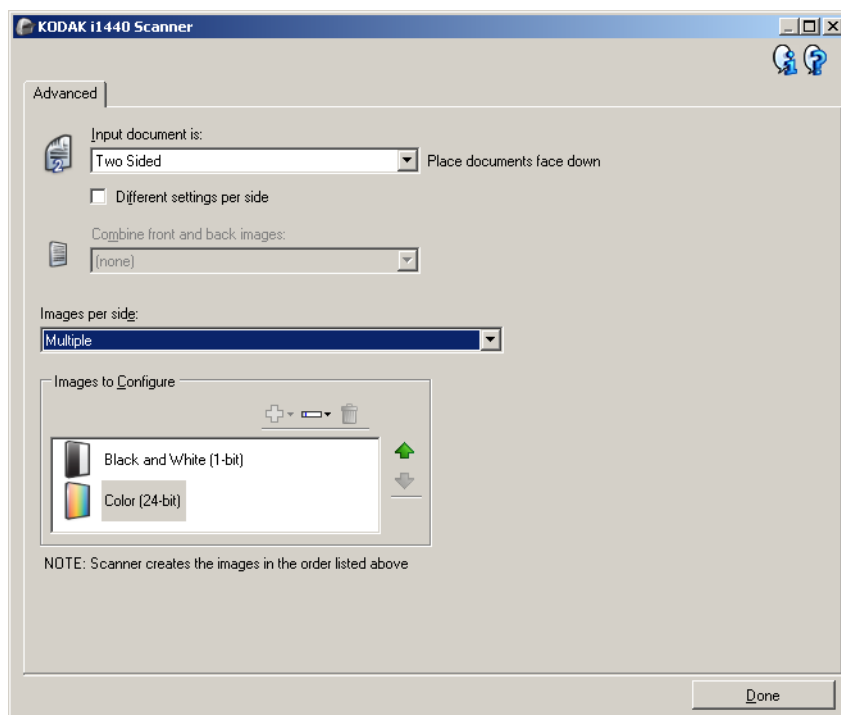 KODAK i1440 Scanner
Advanced
Input document is:
Two Sided
Place documents face down
Different settings per side
Combine front and back images:
(none)
Images per side:
Multiple
Images to Configure
Black and White (1-bit)
Color (24-bit)
NOTE: Scanner creates the images in the order listed above
Done